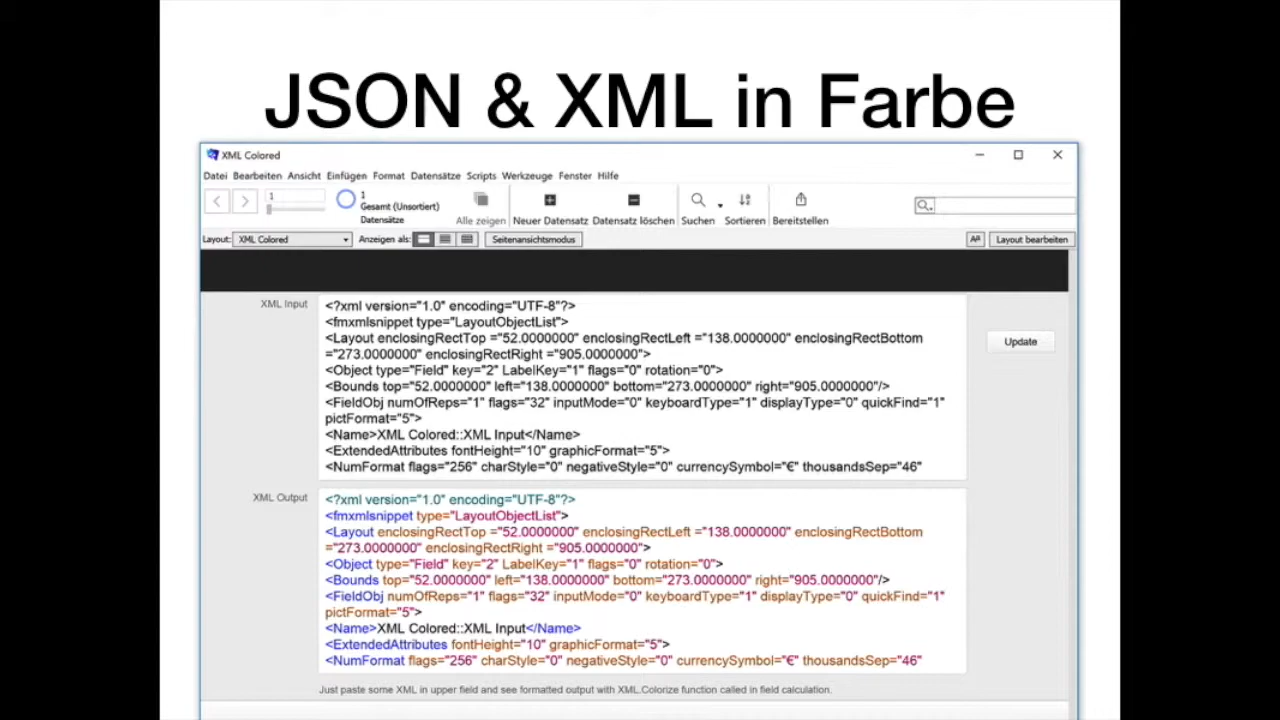 JSON & XML in Farbe
XML Colored
Datei Bearbeiten Ansicht Einfügen Format Datensätze Scripts Werkzeuge Fenster Hilfe
1
1
Gesamt (Unsortiert)
Datensätze
Alle zeigen Neuer Datensatz Datensatz löschen Suchen Sortieren Bereitstellen
Layout: XML Colored Anzeigen als: Seitenansichtsmodus Layout bearbeiten
XML Input
<?xml version="1.0" encoding="UTF-8"?>
<fmxmlsnippet type="LayoutObjectList">
<Layout enclosingRectTop ="52.0000000" enclosingRectLeft ="138.0000000" enclosingRectBottom
="273.0000000" enclosingRectRight ="905.0000000">
<Object type="Field" key="2" LabelKey="1" flags="0" rotation="0">
<Bounds top="52.0000000" left="138.0000000" bottom="273.0000000" right="905.0000000"/>
<FieldObj numOfReps="1" flags="32" inputMode="0" keyboardType="1" displayType="0" quickFind="1"
pictFormat="5">
<Name>XML Colored::XML Input</Name>
<ExtendedAttributes fontHeight="10" graphicFormat="5">
<NumFormat flags="256" charStyle="0" negativeStyle="0" currencySymbol="€" thousandsSep="46"
Update
XML Output
<?xml version="1.0" encoding="UTF-8"?>
<fmxmlsnippet type="LayoutObjectList">
<Layout enclosingRectTop ="52.0000000" enclosingRectLeft ="138.0000000" enclosingRectBottom
="273.0000000" enclosingRectRight ="905.0000000">
<Object type="Field" key="2" LabelKey="1" flags="0" rotation="0">
<Bounds top="52.0000000" left="138.0000000" bottom="273.0000000" right="905.0000000"/>
<FieldObj numOfReps="1" flags="32" inputMode="0" keyboardType="1" displayType="0" quickFind="1"
pictFormat="5">
<Name>XML Colored::XML Input</Name>
<ExtendedAttributes fontHeight="10" graphicFormat="5">
<NumFormat flags="256" charStyle="0" negativeStyle="0" currencySymbol="€" thousandsSep="46"
Just paste some XML in upper field and see formatted output with XML.Colorize function called in field calculation.